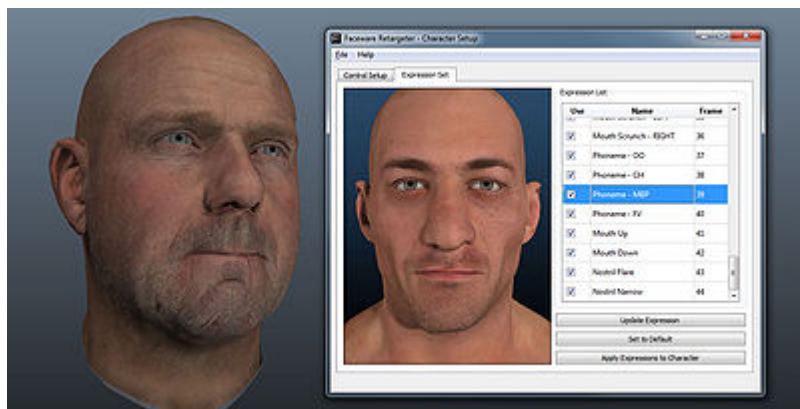 Faceware Retargeter - Character Setup
File Help
Control Setup Expression Set
Expression List
Use Name Frame
36 Mouth Scrunch - RIGHT
Phoneme - OO 37
Phoneme - CH 38
Phoneme - MBP 39
Phoneme - FV 40
Mouth Up 41
Mouth Down 42
Nostril Flare 43
Nostril Narrow 44
Update Expression
Set to Default
Apply Expressions to Character